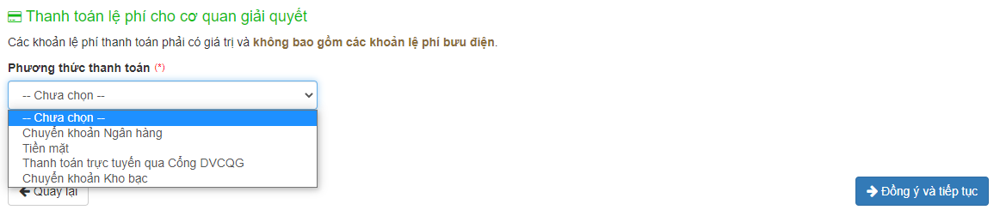 Thanh toán lệ phí cho cơ quan giải quyết
Các khoản lệ phí thanh toán phải có giá trị và không bao gồm các khoản lệ phí bưu điện.
Phương thức thanh toán (*)
-- Chưa chọn --
-- Chưa chọn --
Chuyển khoản Ngân hàng
Tiền mặt
Thanh toán trực tuyến qua Cổng DVCQG
Chuyển khoản Kho bạc
Quay lại
Đồng ý và tiếp tục